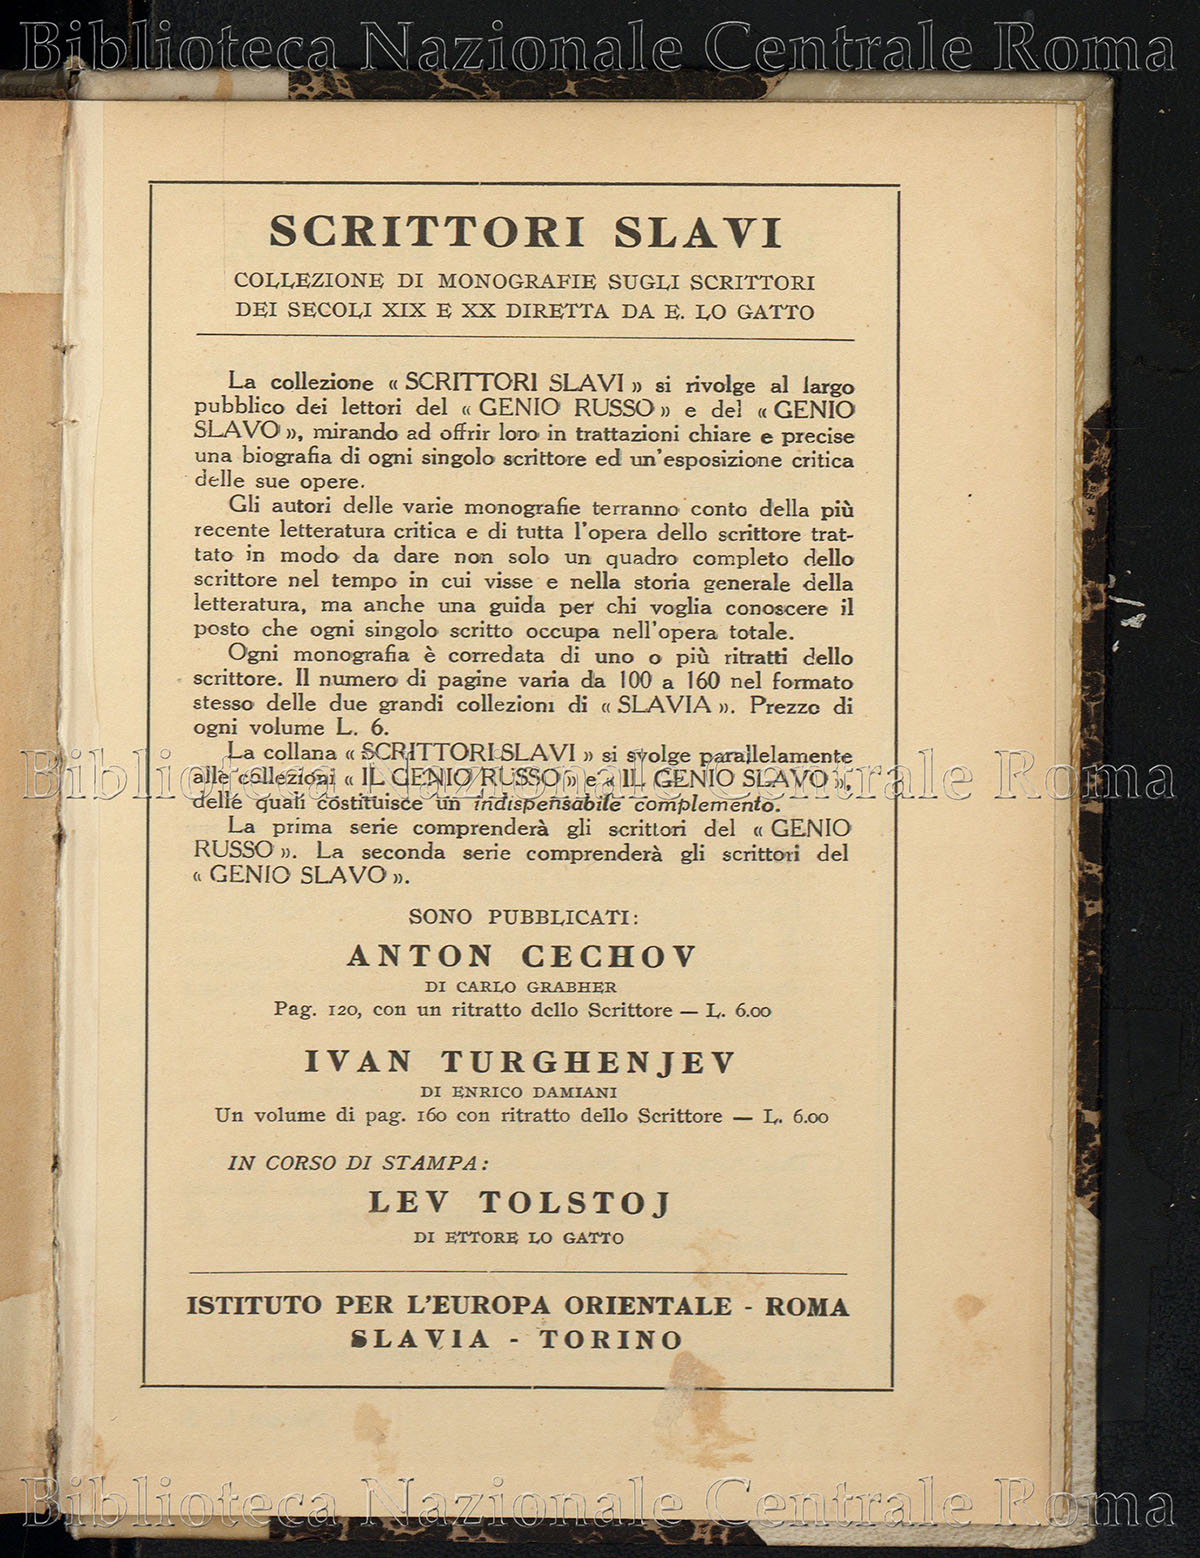 Biblioteca Nazionale Centrale Roma
SCRITTORI SLAVI
COLLEZIONE DI MONOGRAFIE SUGLI SCRITTORI
DEI SECOLI XIX E XX DIRETTA DA E. LO GATTO
La collezione « SCRITTORI SLAVI » si rivolge al largo
pubblico dei lettori del « GENIO RUSSO » e del « GENIO
SLAVO », mirando ad offrir loro in trattazioni chiare e precise
una biografia di ogni singolo scrittore ed un'esposizione critica
delle sue opere.
Gli autori delle varie monografie terranno conto della più
recente letteratura critica e di tutta l'opera dello scrittore trat-
tato in modo da dare non solo un quadro completo dello
scrittore nel tempo in cui visse e nella storia generale della
letteratura, ma anche una guida per chi voglia conoscere il
posto che ogni singolo scritto occupa nell'opera totale.
Ogni monografia è corredata di uno o più ritratti dello
scrittore. Il numero di pagine varia da 100 a 160 nel formato
stesso delle due grandi collezioni di « SLAVIA ». Prezzo di
ogni volume L. 6.
La collana « SCRITTORI SLAVI » si svolge parallelamente
Biblioteca Nazionale Centrale Roma
alle collezioni « IL GENIO RUSSO » e « IL GENIO SLAVO »,
delle quali costituisce un indispensabile complemento.
La prima serie comprenderà gli scrittori del « GENIO
RUSSO ». La seconda serie comprenderà gli scrittori del
« GENIO SLAVO ».
SONO PUBBLICATI:
ANTON CECHOV
DI CARLO GRABHER
Pag. 120, con un ritratto dello Scrittore — L. 6.00
IVAN TURGHENJEV
DI ENRICO DAMIANI
Un volume di pag. 160 con ritratto dello Scrittore — L. 6.00
IN CORSO DI STAMPA:
LEV TOLSTOJ
DI ETTORE LO GATTO
ISTITUTO PER L'EUROPA ORIENTALE - ROMA
SLAVIA - TORINO
Biblioteca Nazionale Centrale Roma